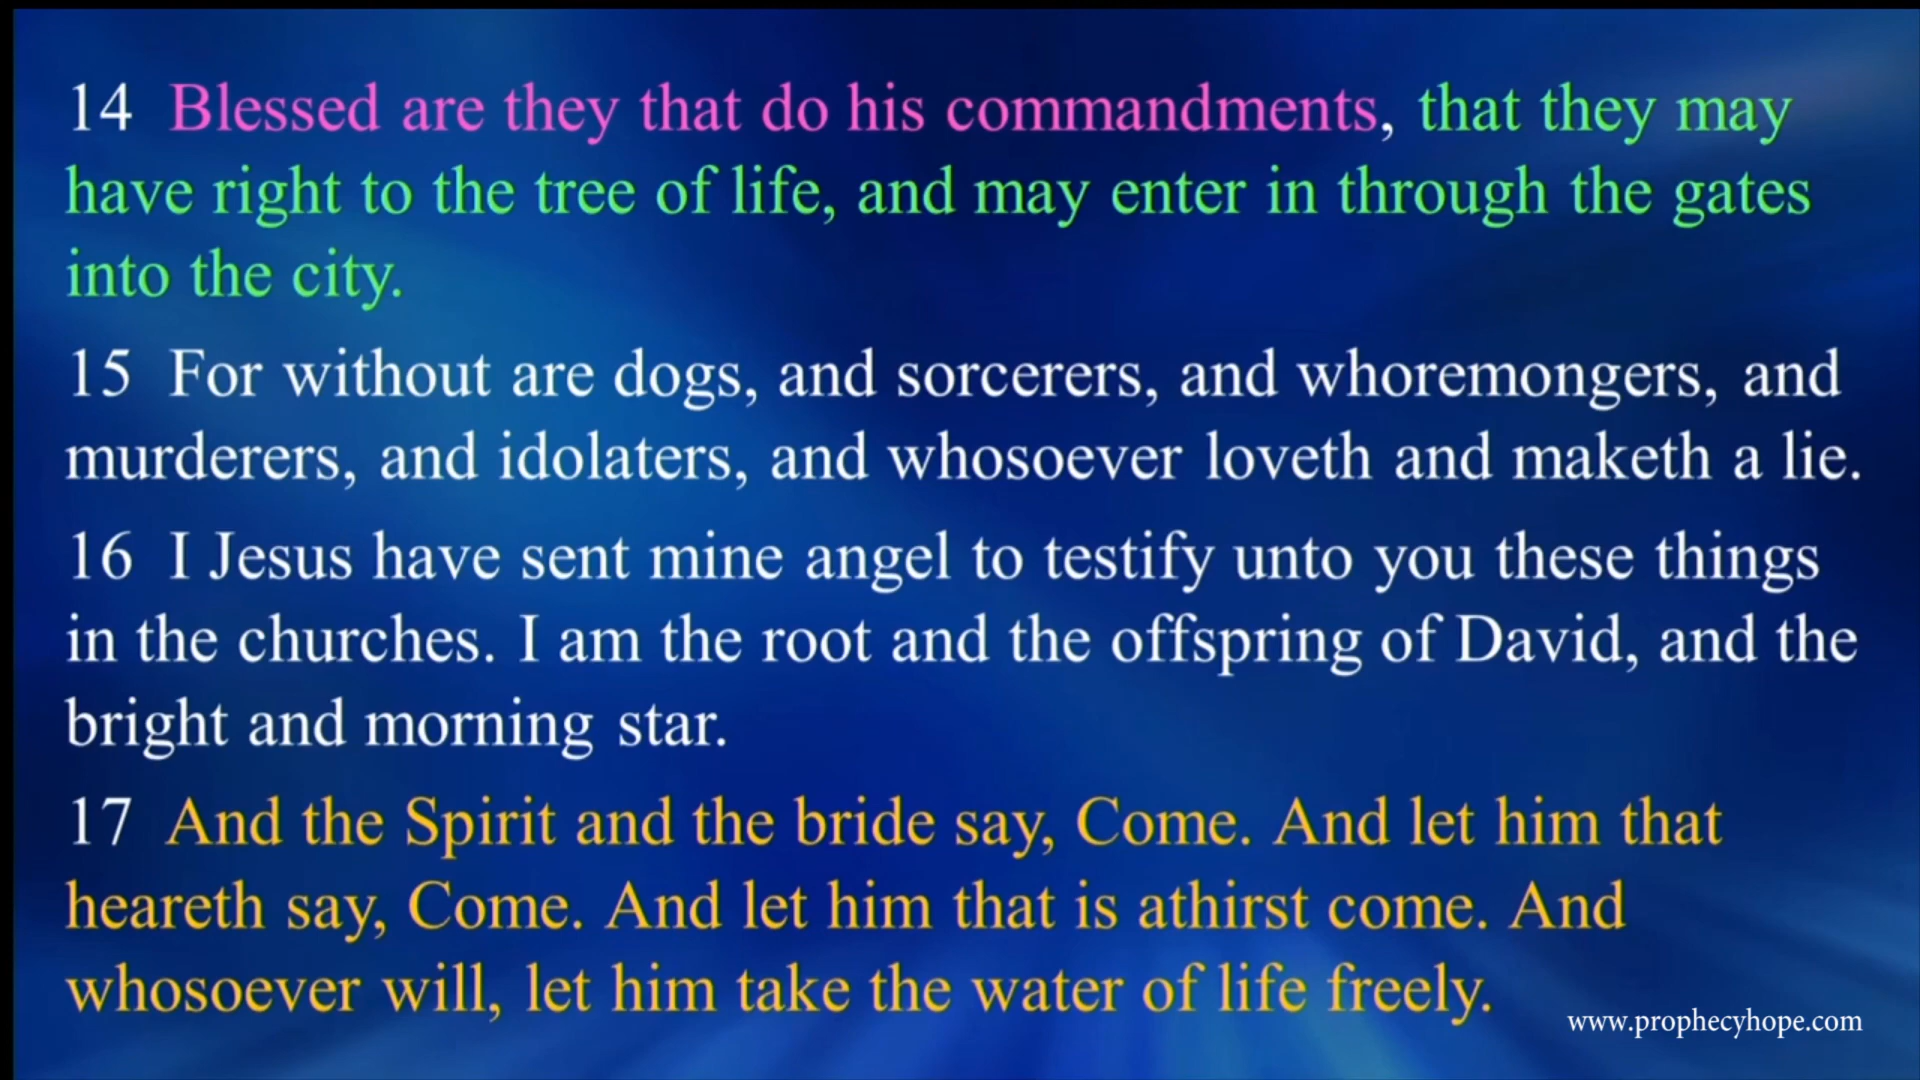 14 Blessed are they that do his commandments, that they may
have right to the tree of life, and may enter in through the gates
into the city.
15 For without are dogs, and sorcerers, and whoremongers, and
murderers, and idolaters, and whosoever loveth and maketh a lie.
16 I Jesus have sent mine angel to testify unto you these things
in the churches. I am the root and the offspring of David, and the
bright and morning star.
17 And the Spirit and the bride say, Come. And let him that
heareth say, Come. And let him that is athirst come. And
whosoever will, let him take the water of life freely.
www.prophecyhope.com